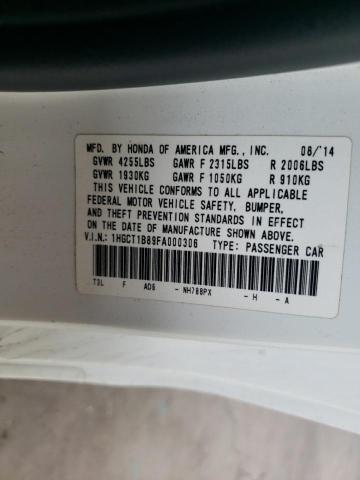 MFD. BY HONDA OF AMERICA MFG., INC. 08/'14
GVWR 4255LBS GAWR F 2315LBS R 2006LBS
GVWR 1930KG GAWR F 1050KG R 910KG
THIS VEHICLE CONFORMS TO ALL APPLICABLE
FEDERAL MOTOR VEHICLE SAFETY, BUMPER,
AND THEFT PREVENTION STANDARDS IN EFFECT
ON THE DATE OF MANUFACTURE SHOWN ABOVE.
V.I.N.: 1HGCT1B89FA000306 TYPE: PASSENGER CAR
T3L F AD6 - NH788PX - H - A